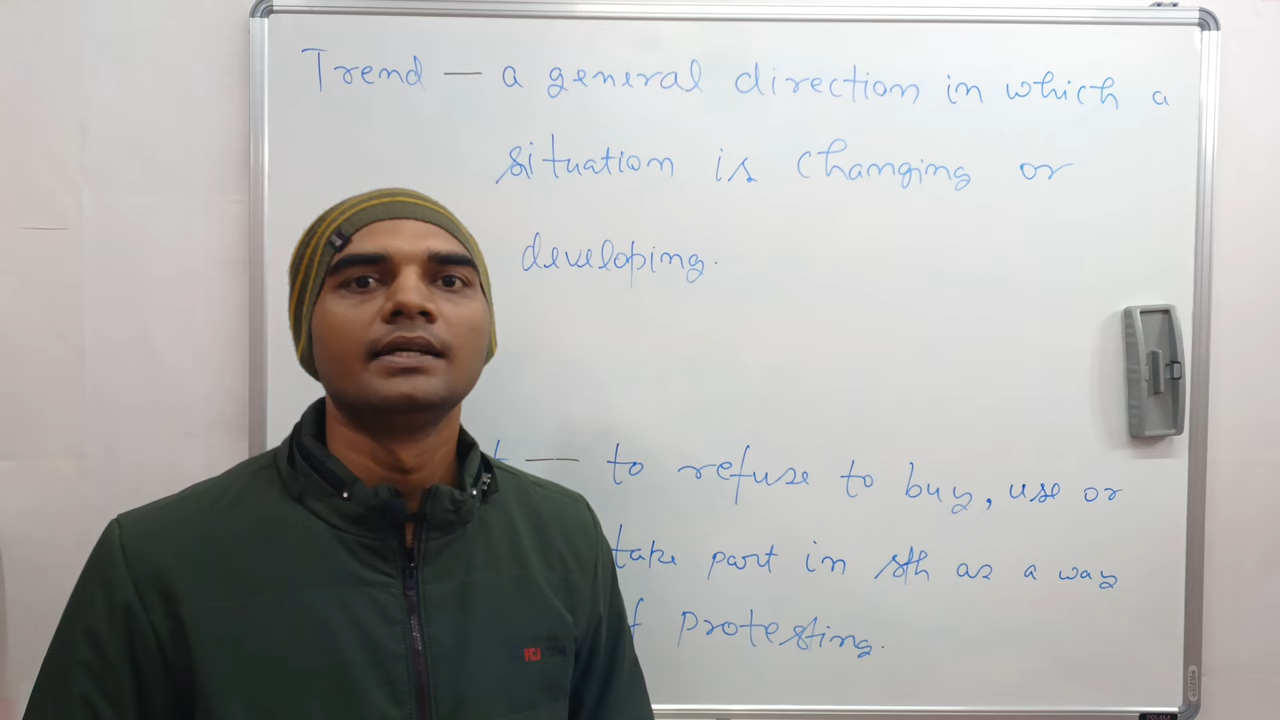 Trend — a general direction in which a
situation is changing or
developing.
— to refuse to buy, use or
take part in sth as a way
protesting.